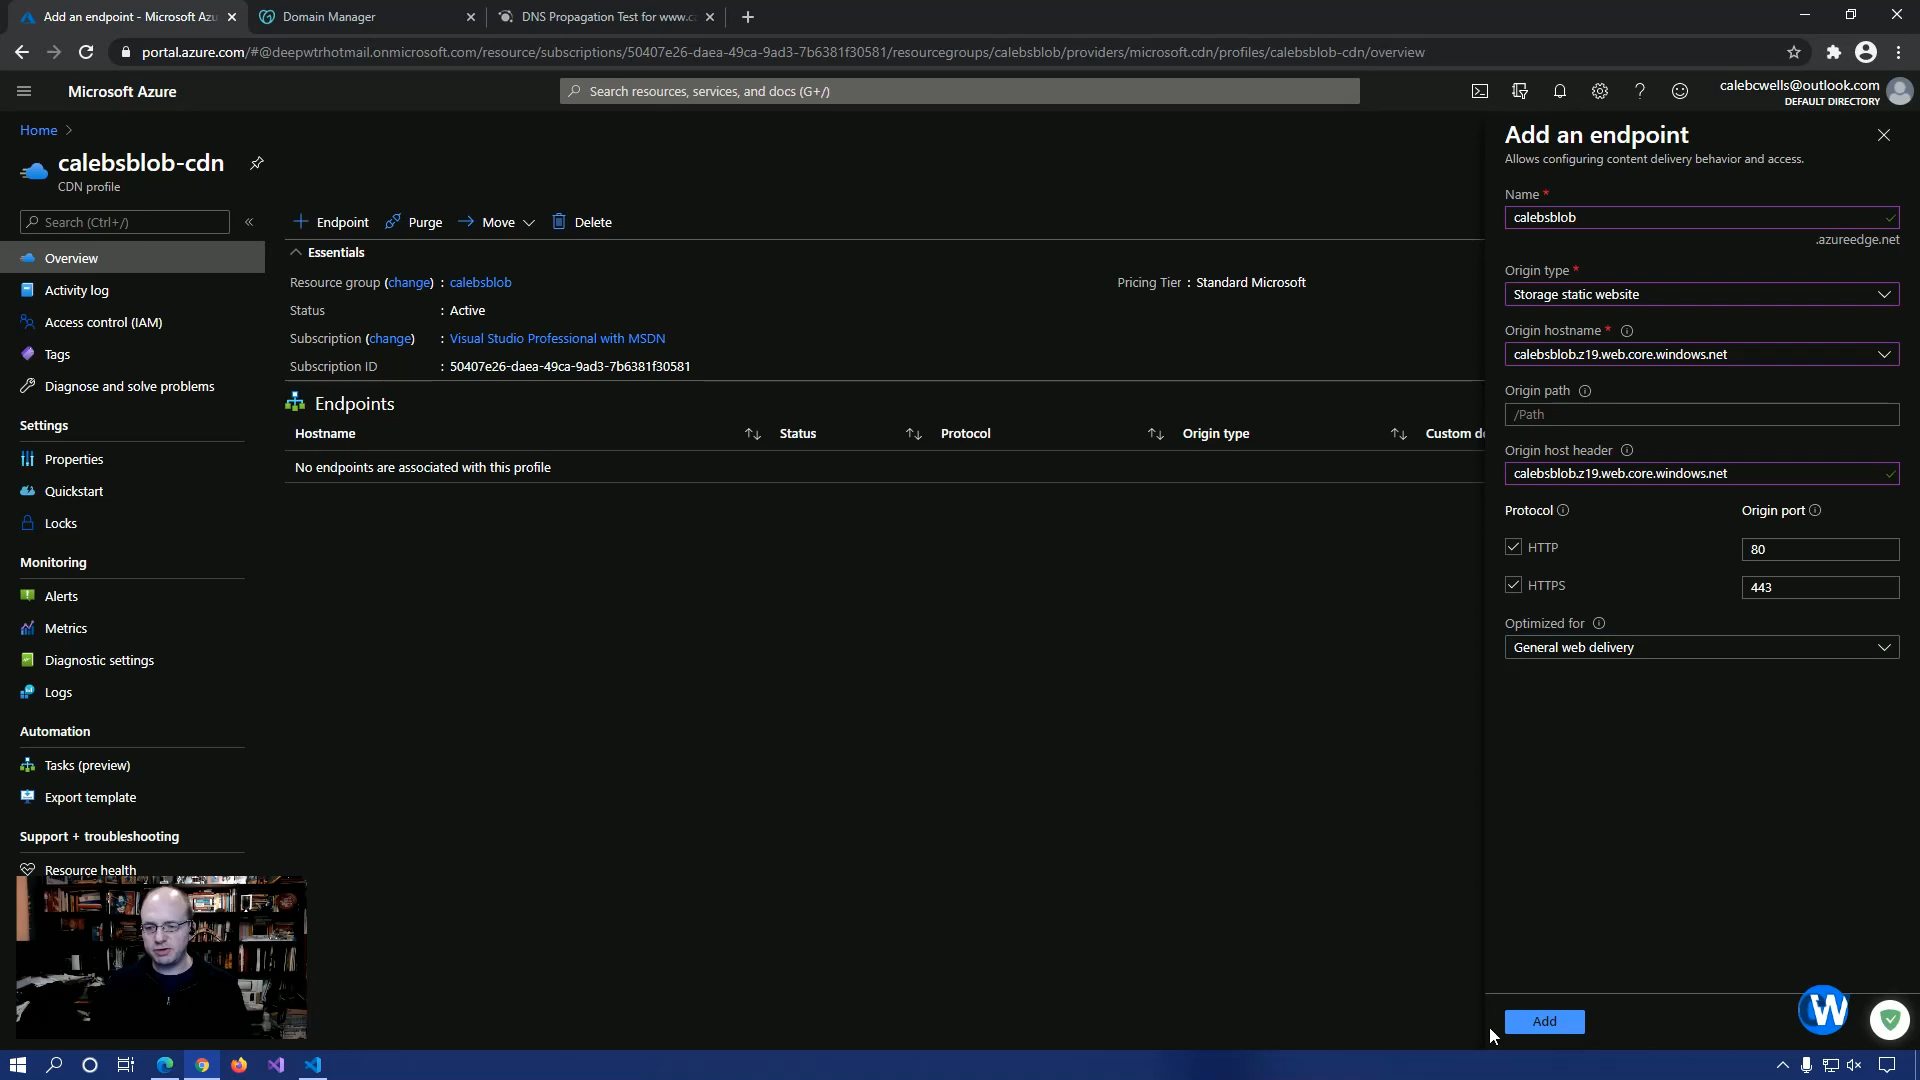 Add an endpoint - Microsoft Azu
Domain Manager
DNS Propagation Test for www.c
portal.azure.com/#@deepwtrhotmail.onmicrosoft.com/resource/subscriptions/50407e26-daea-49ca-9ad3-7b6381f30581/resourcegroups/calebsblob/providers/microsoft.cdn/profiles/calebsblob-cdn/overview
Microsoft Azure
Search resources, services, and docs (G+/)
calebcwells@outlook.com
DEFAULT DIRECTORY
Home
calebsblob-cdn
CDN profile
Search (Ctrl+/)
Overview
Activity log
Access control (IAM)
Tags
Diagnose and solve problems
Settings
Properties
Quickstart
Locks
Monitoring
Alerts
Metrics
Diagnostic settings
Logs
Automation
Tasks (preview)
Export template
Support + troubleshooting
Resource health
Endpoint
Purge
Move
Delete
Essentials
Resource group (change) : calebsblob
Status : Active
Subscription (change) : Visual Studio Professional with MSDN
Subscription ID : 50407e26-daea-49ca-9ad3-7b6381f30581
Pricing Tier : Standard Microsoft
Endpoints
Hostname Status Protocol Origin type Custom d
No endpoints are associated with this profile
Add an endpoint
Allows configuring content delivery behavior and access.
Name *
calebsblob
.azureedge.net
Origin type *
Storage static website
Origin hostname *
calebsblob.z19.web.core.windows.net
Origin path
/Path
Origin host header
calebsblob.z19.web.core.windows.net
Protocol Origin port
HTTP 80
HTTPS 443
Optimized for
General web delivery
Add
W